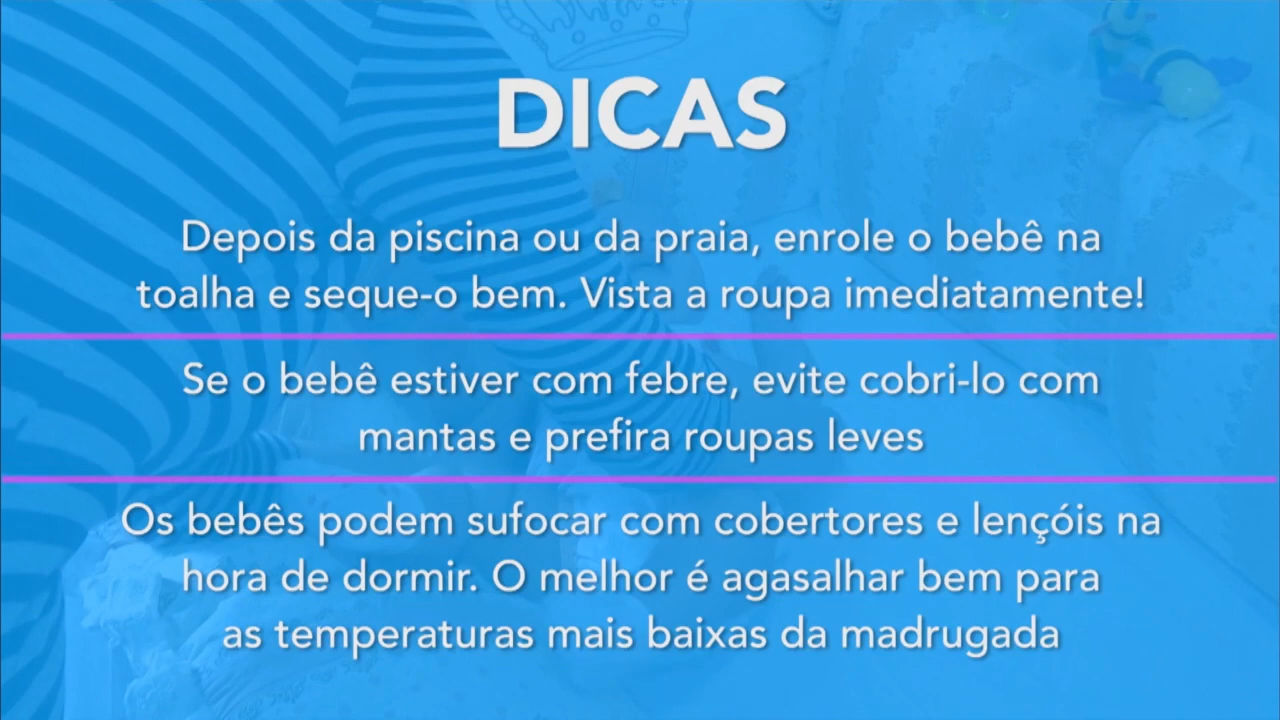 DICAS
Depois da piscina ou da praia, enrole o bebê na
toalha e seque-o bem. Vista a roupa imediatamente!
Se o bebê estiver com febre, evite cobri-lo com
mantas e prefira roupas leves
Os bebês podem sufocar com cobertores e lençóis na
hora de dormir. O melhor é agasalhar bem para
as temperaturas mais baixas da madrugada